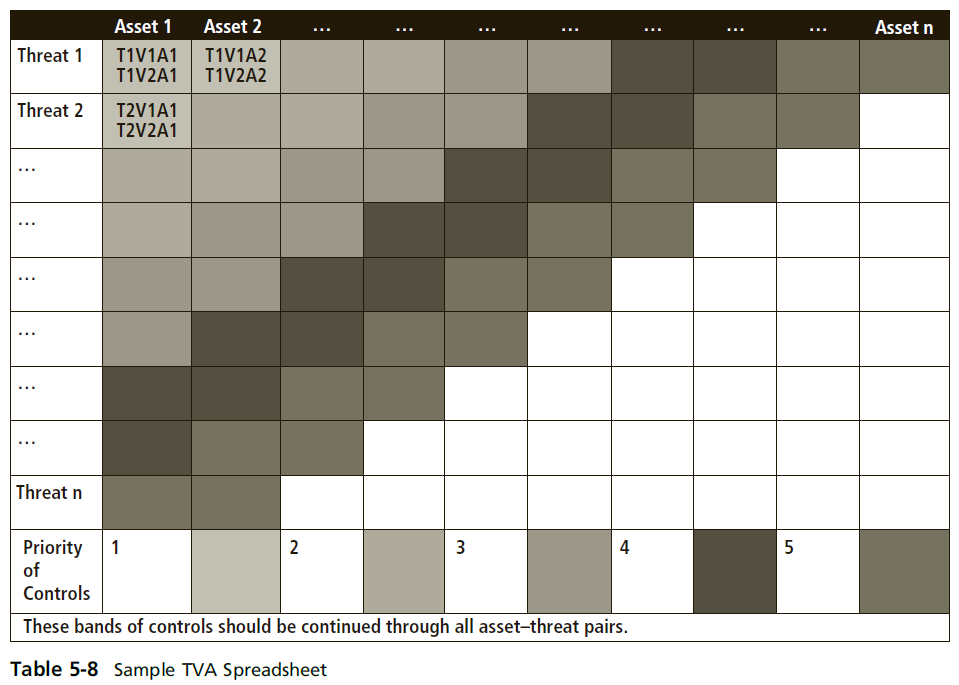 Asset 1 Asset 2 ... ... ... ... ... ... ... Asset n
Threat 1 T1V1A1 T1V1A2
T1V2A1 T1V2A2
Threat 2 T2V1A1
T2V2A1
...
...
...
...
...
...
Threat n
Priority 1 2 3 4 5
of
Controls
These bands of controls should be continued through all asset–threat pairs.
Table 5-8 Sample TVA Spreadsheet